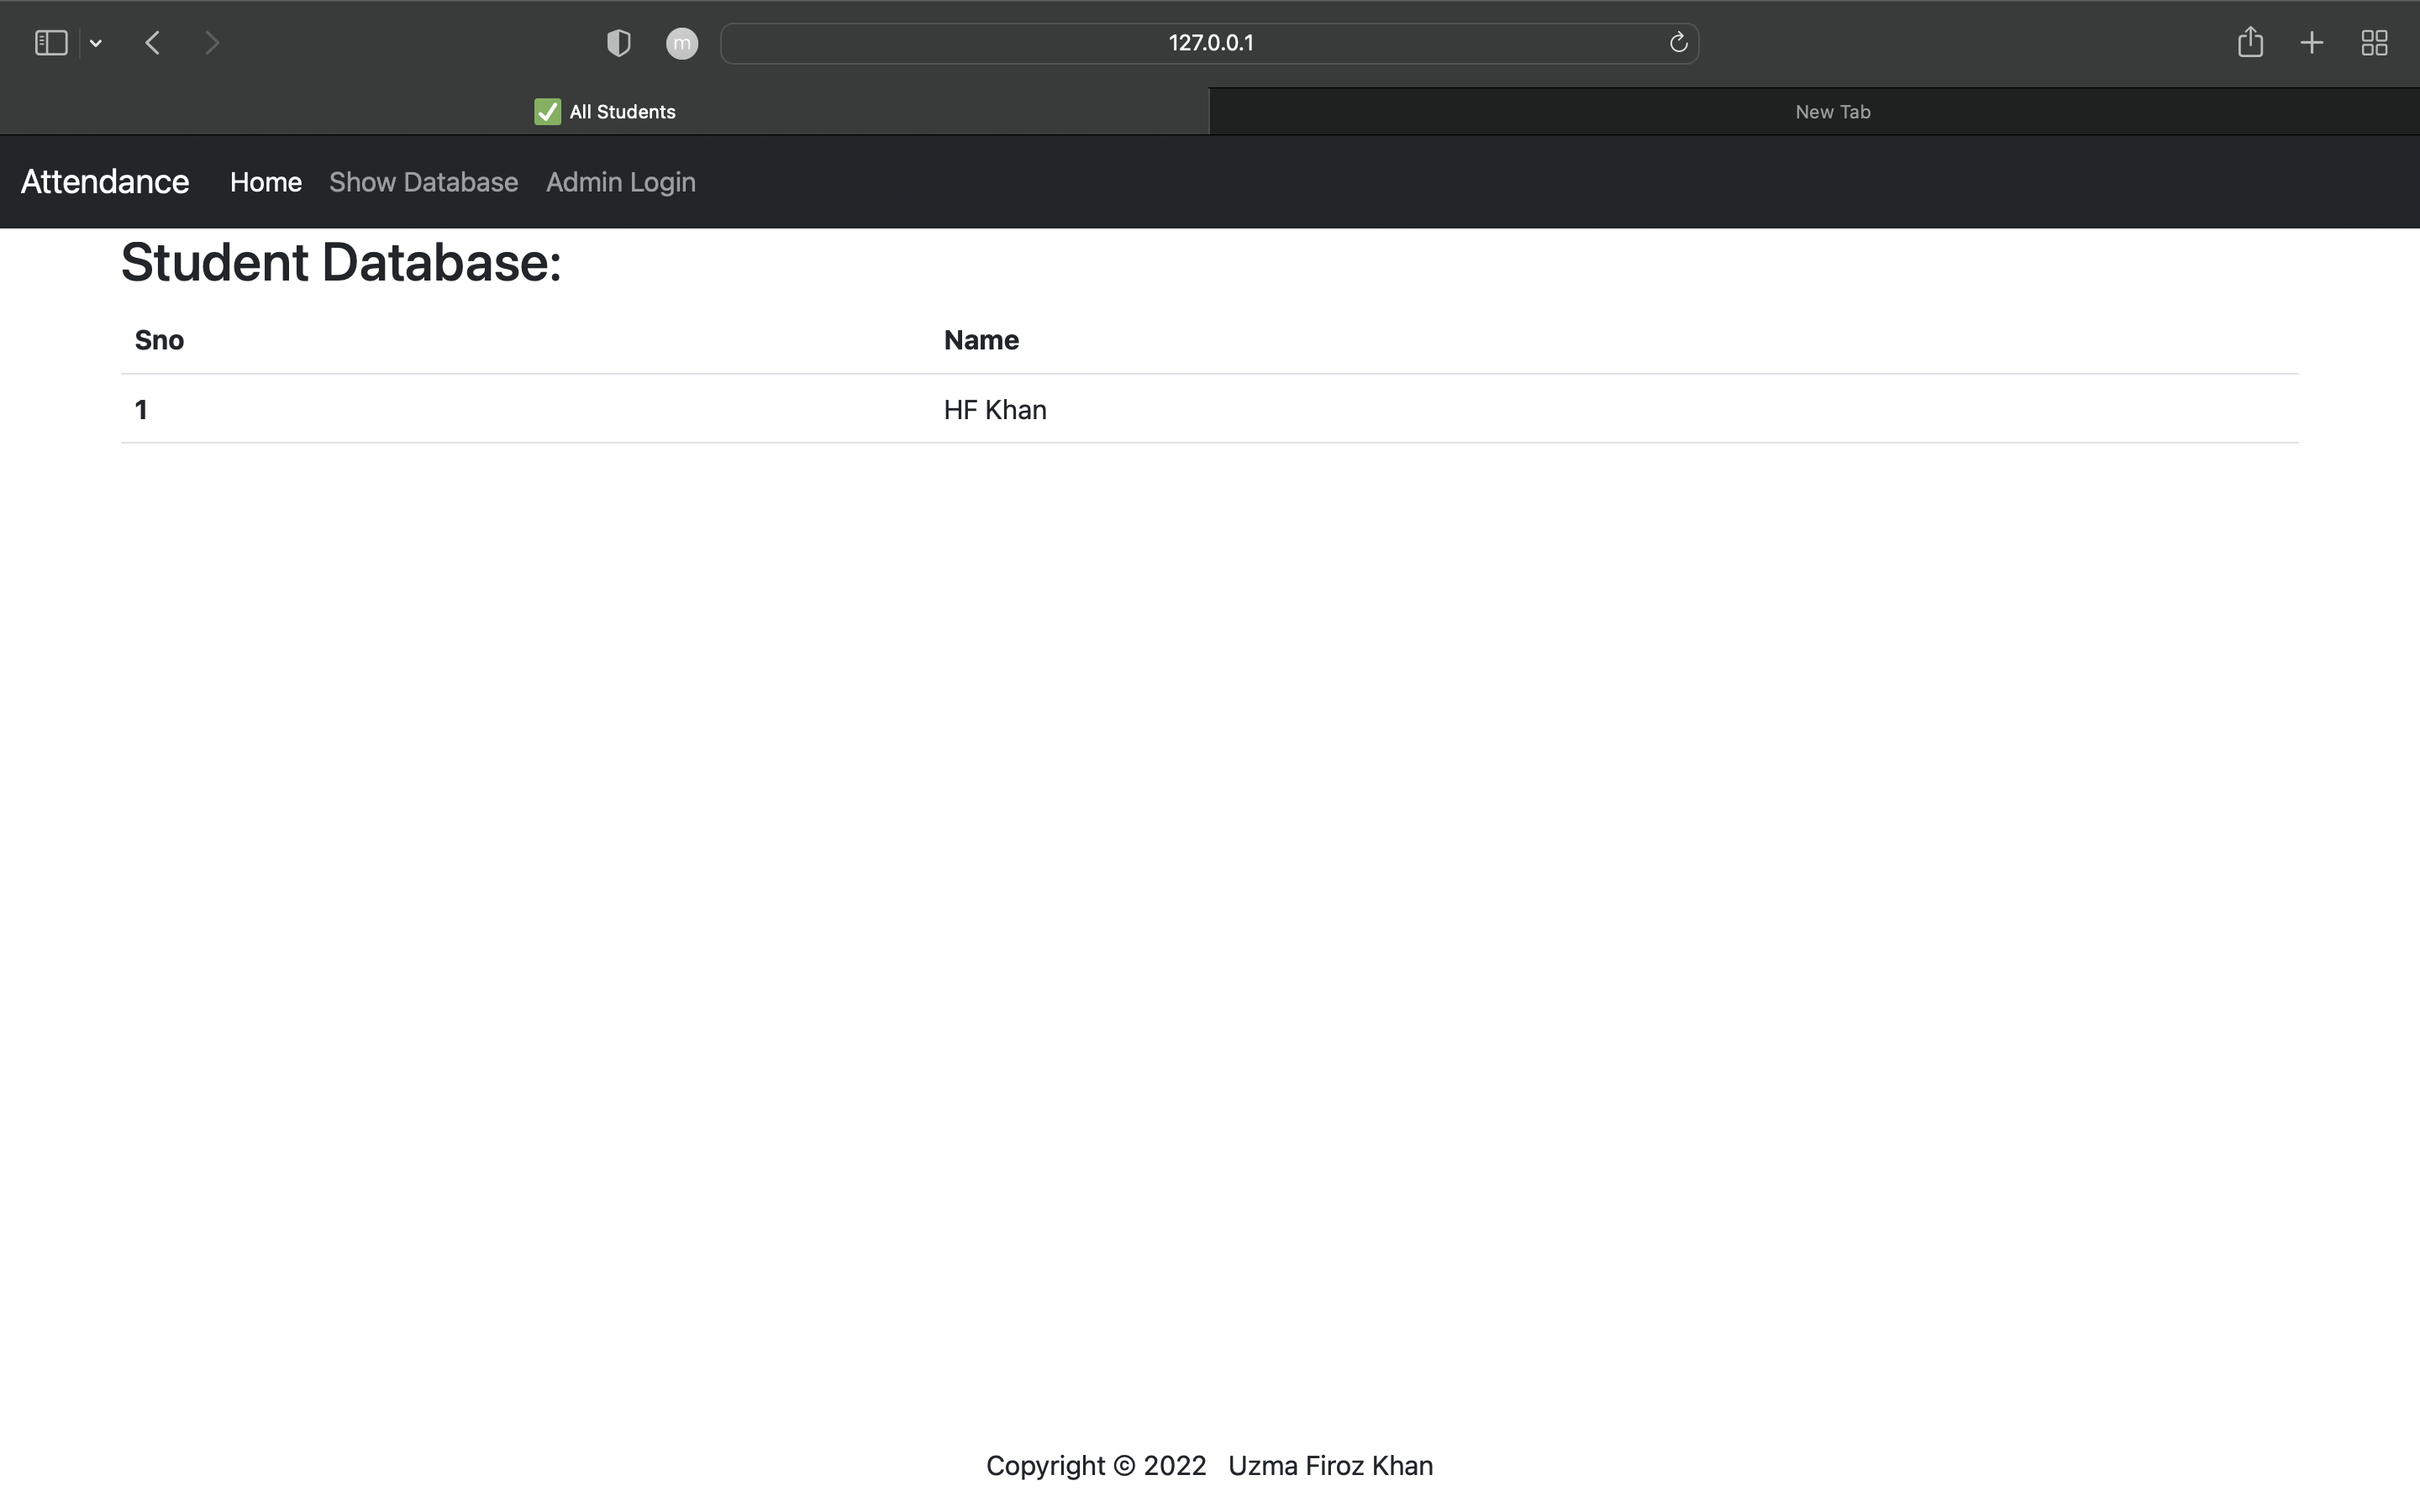 m 127.0.0.1
All Students New Tab
Attendance Home Show Database Admin Login
Student Database:
Sno Name
1 HF Khan
Copyright © 2022 Uzma Firoz Khan